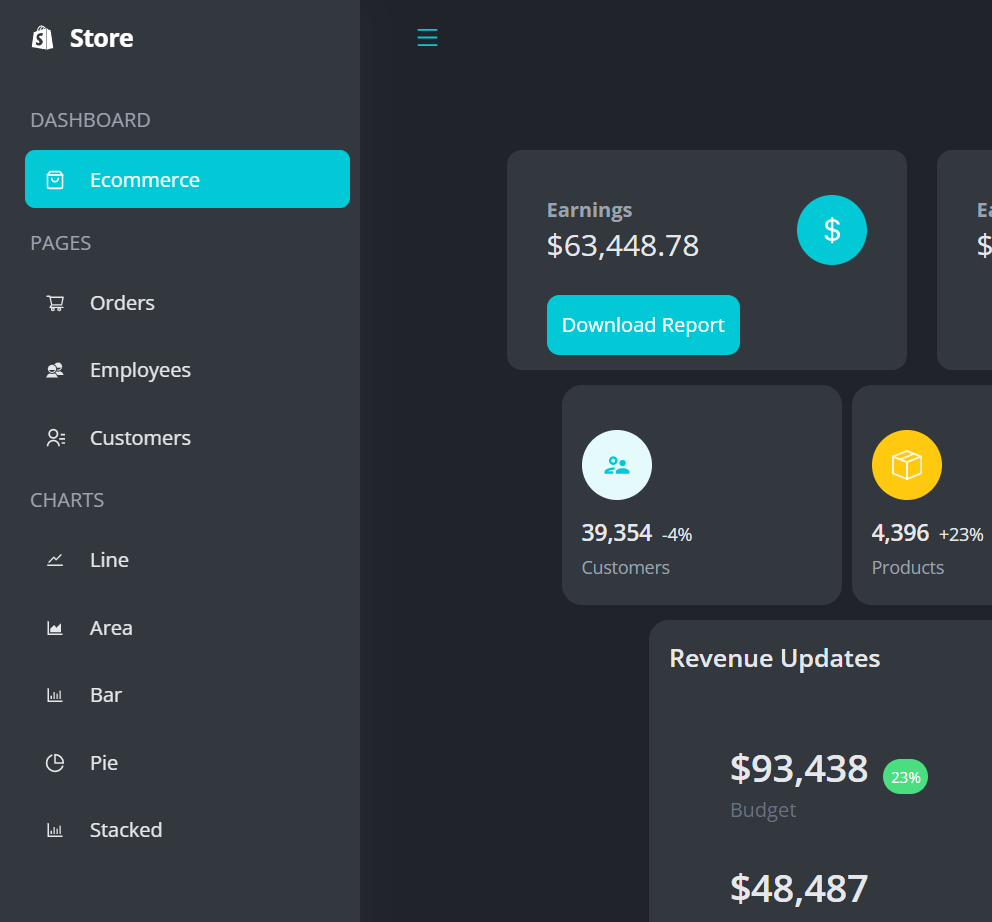 Store
DASHBOARD
Ecommerce
PAGES
Orders
Employees
Customers
CHARTS
Line
Area
Bar
Pie
Stacked
Earnings
$63,448.78
$
Download Report
39,354 -4%
Customers
4,396 +23%
Products
Revenue Updates
$93,438 23%
Budget
$48,487